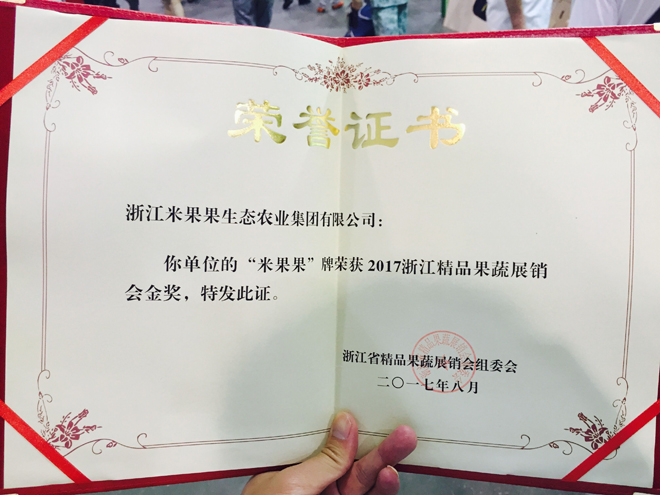 荣誉证书
浙江米果果生态农业集团有限公司：
你单位的“米果果”牌荣获2017浙江精品果蔬展销
会金奖，特发此证。
浙江省精品果蔬展销会组委会
二〇一七年八月